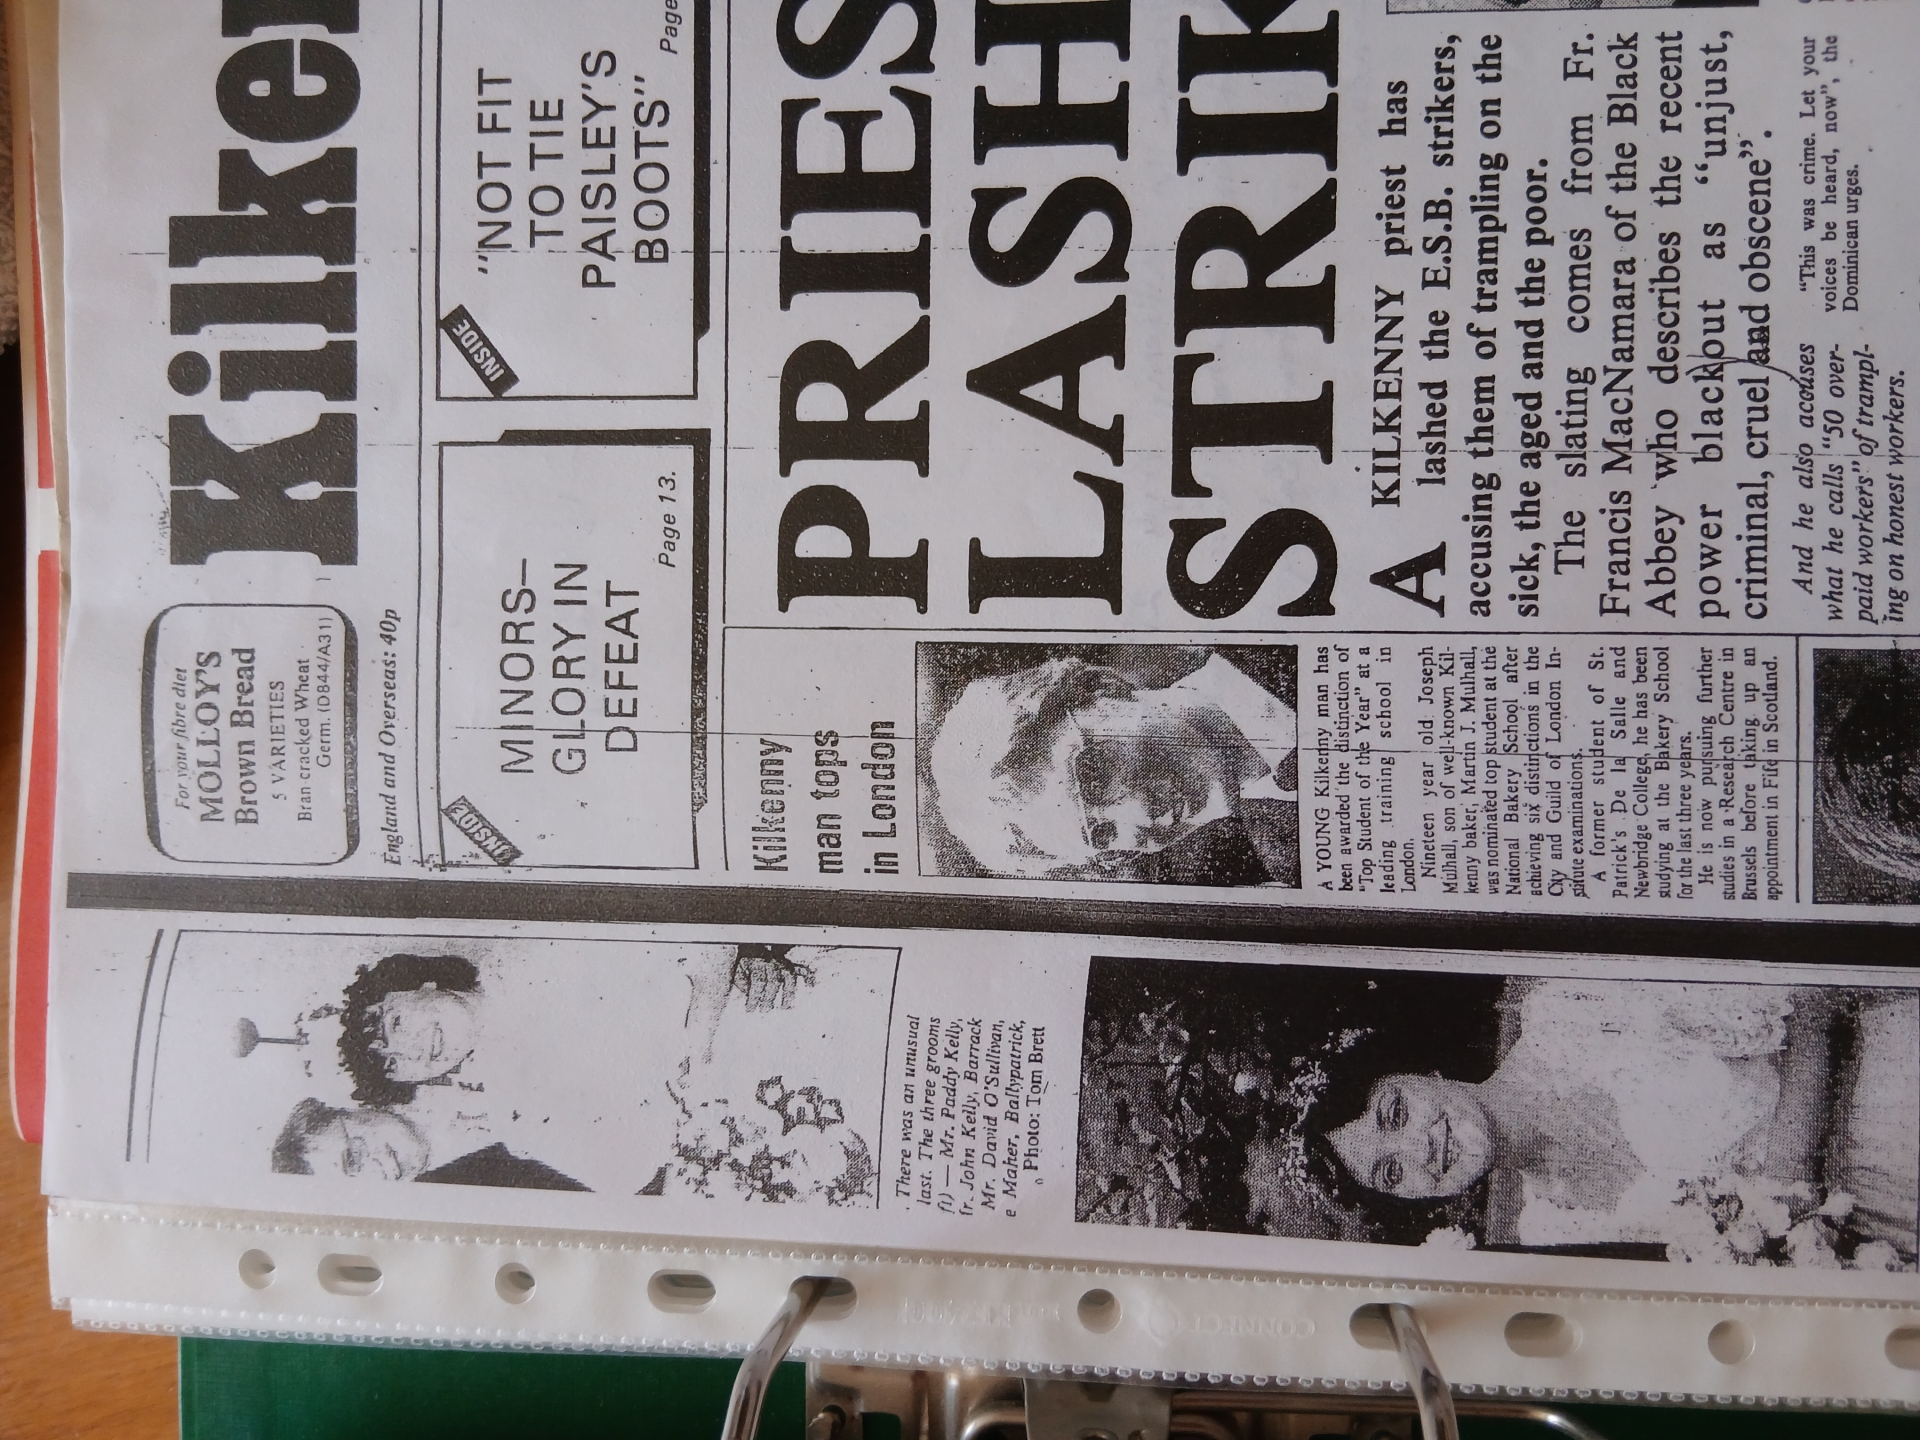 Kilke
For your fibre diet
MOLLOY'S
Brown Bread
5 VARIETIES
Bran-cracked Wheat
Germ. (D844/A31)
England and Overseas: 40p
INSIDE
MINORS—
GLORY IN
DEFEAT
Page 13.
INSIDE
"NOT FIT
TO TIE
PAISLEY'S
BOOTS"
Page
PRIES
LASH
STRIK
Kilkenny
man tops
in London
A YOUNG Kilkenny man has
been awarded the distinction of
"Top Student of the Year" at a
leading training school in
London.
Nineteen year old Joseph
Mulhall, son of well-known Kil-
kenny baker, Martin J. Mulhall,
was nominated top student at the
National Bakery School after
achieving six distinctions in the
City and Guild of London In-
stitute examinations.
A former student of St.
Patrick's De la Salle and
Newbridge College, he has been
studying at the Bakery School
for the last three years.
He is now pursuing further
studies in a Research Centre in
Brussels before taking up an
appointment in Fife in Scotland.
A KILKENNY priest has
lashed the E.S.B. strikers,
accusing them of trampling on the
sick, the aged and the poor.
The slating comes from Fr.
Francis MacNamara of the Black
Abbey who describes the recent
power blackout as "unjust,
criminal, cruel and obscene".
And he also accuses
what he calls "50 over-
paid workers" of trampl-
ing on honest workers.
"This was crime. Let your
voices be heard, now", the
Dominican urges.
There was an unusual
last. The three grooms
fi) — Mr. Paddy Kelly,
fr. John Kelly, Barrack
Mr. David O'Sullivan,
e Maher, Ballypatrick,
Photo: Tom Brett
CONNECT